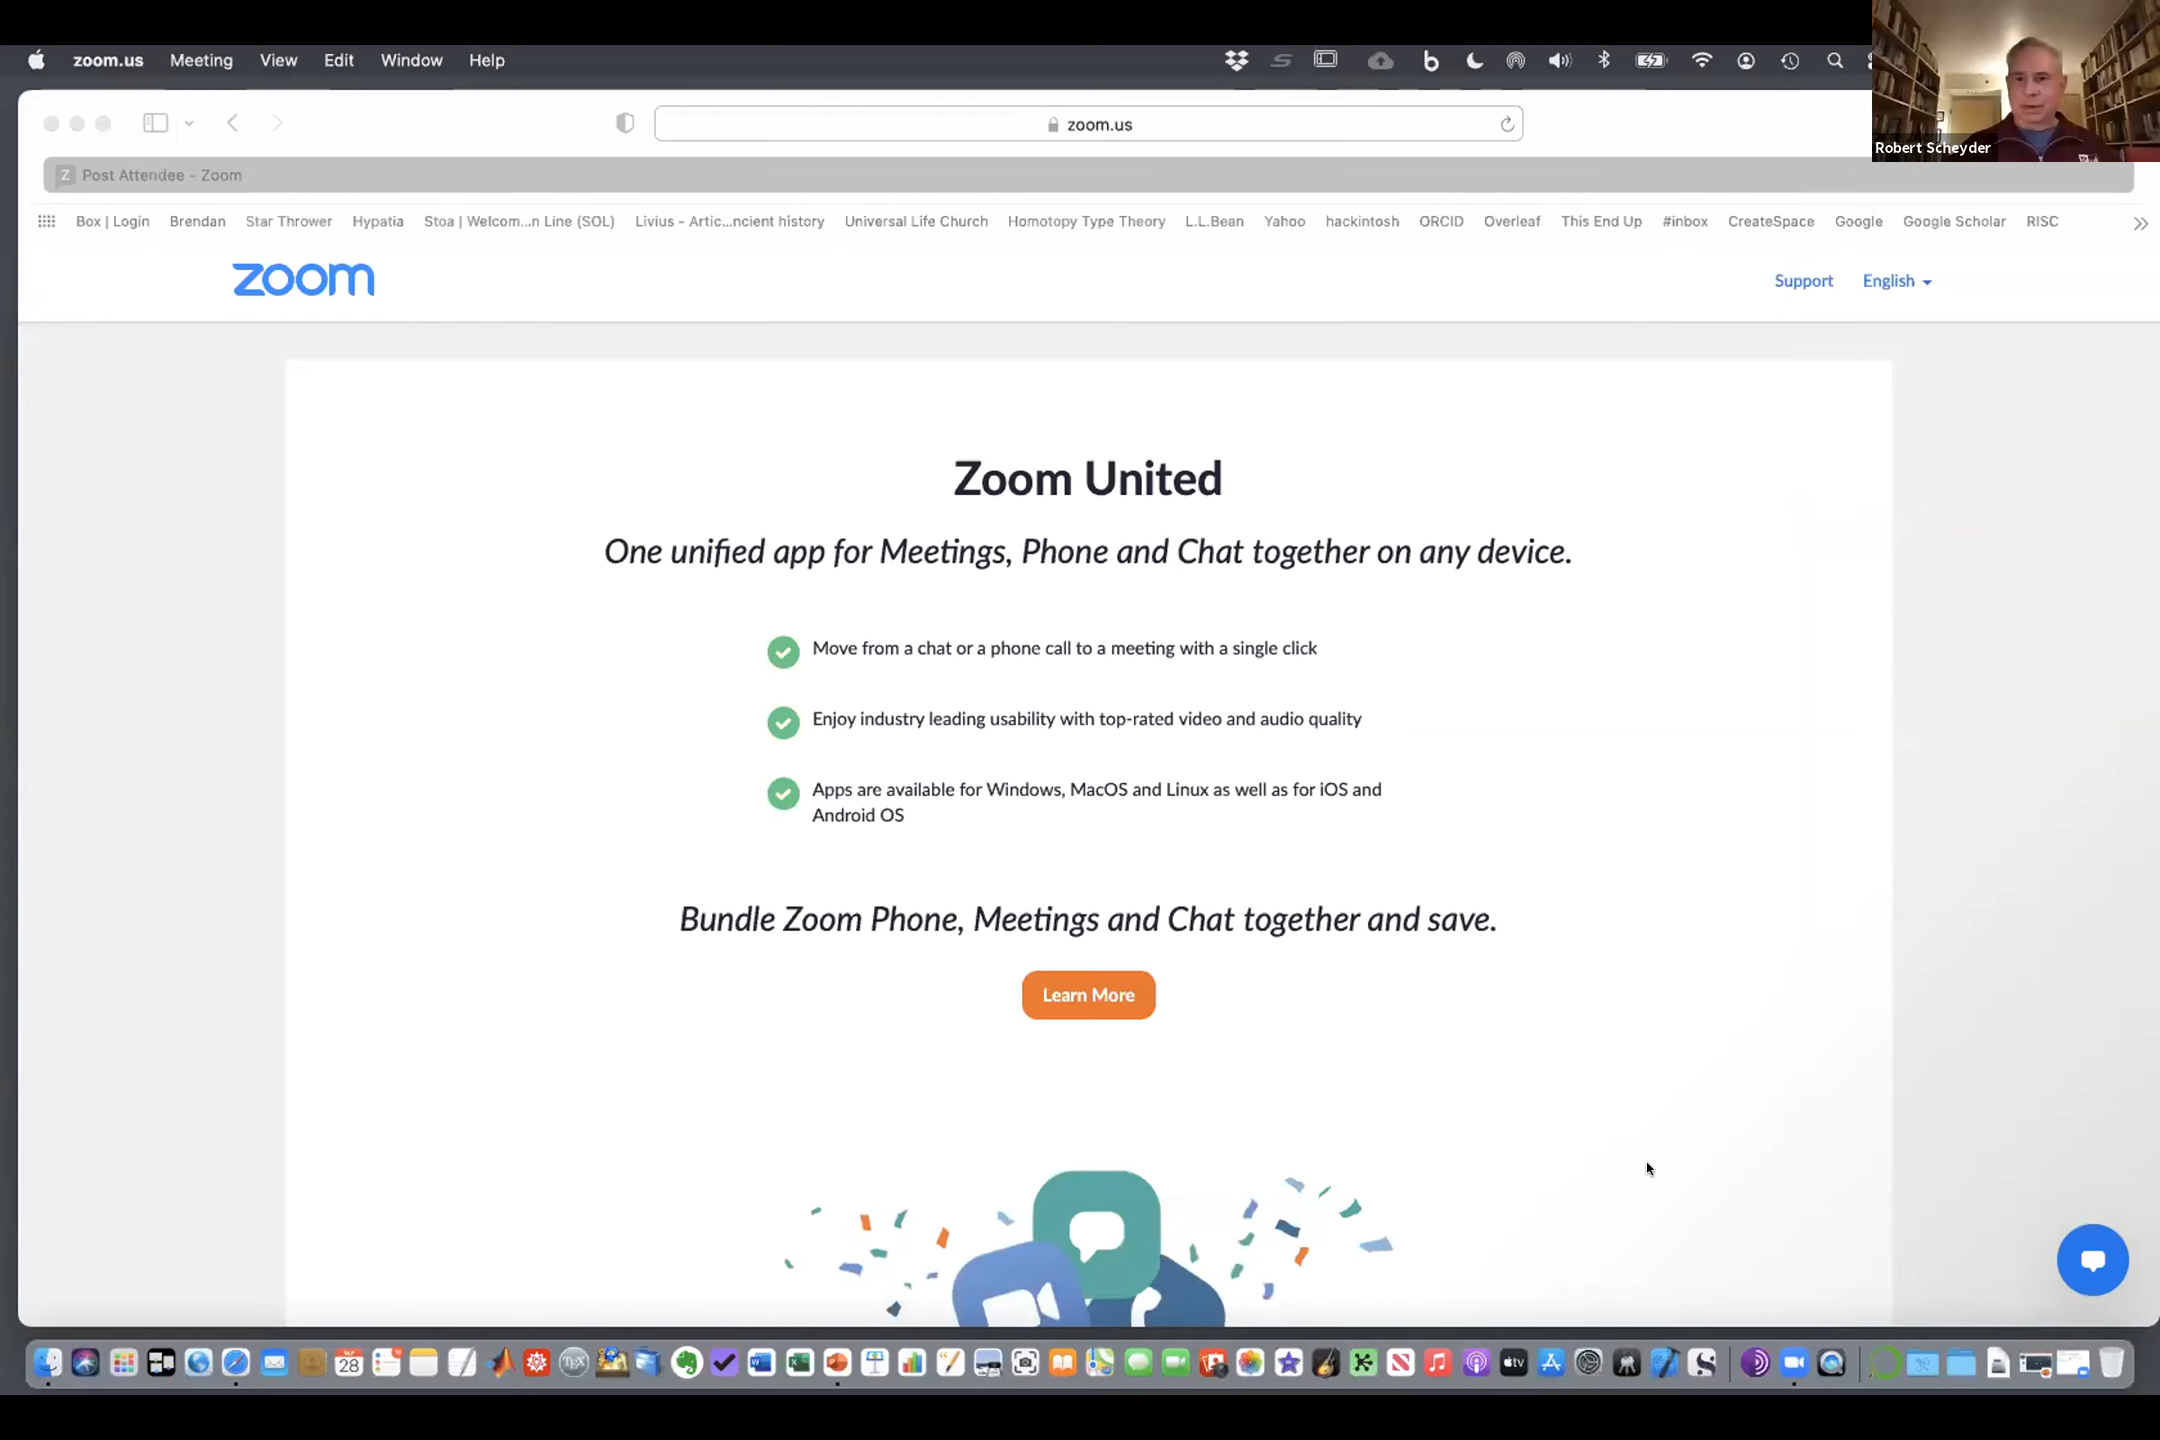 zoom.us Meeting View Edit Window Help
zoom.us
Robert Scheyder
Post Attendee - Zoom
Box | Login Brendan Star Thrower Hypatia Stoa | Welcom...n Line (SOL) Livius - Artic...ncient history Universal Life Church Homotopy Type Theory L.L.Bean Yahoo hackintosh ORCID Overleaf This End Up #inbox CreateSpace Google Google Scholar RISC
zoom
Support English
Zoom United
One unified app for Meetings, Phone and Chat together on any device.
Move from a chat or a phone call to a meeting with a single click
Enjoy industry leading usability with top-rated video and audio quality
Apps are available for Windows, MacOS and Linux as well as for iOS and
Android OS
Bundle Zoom Phone, Meetings and Chat together and save.
Learn More
28